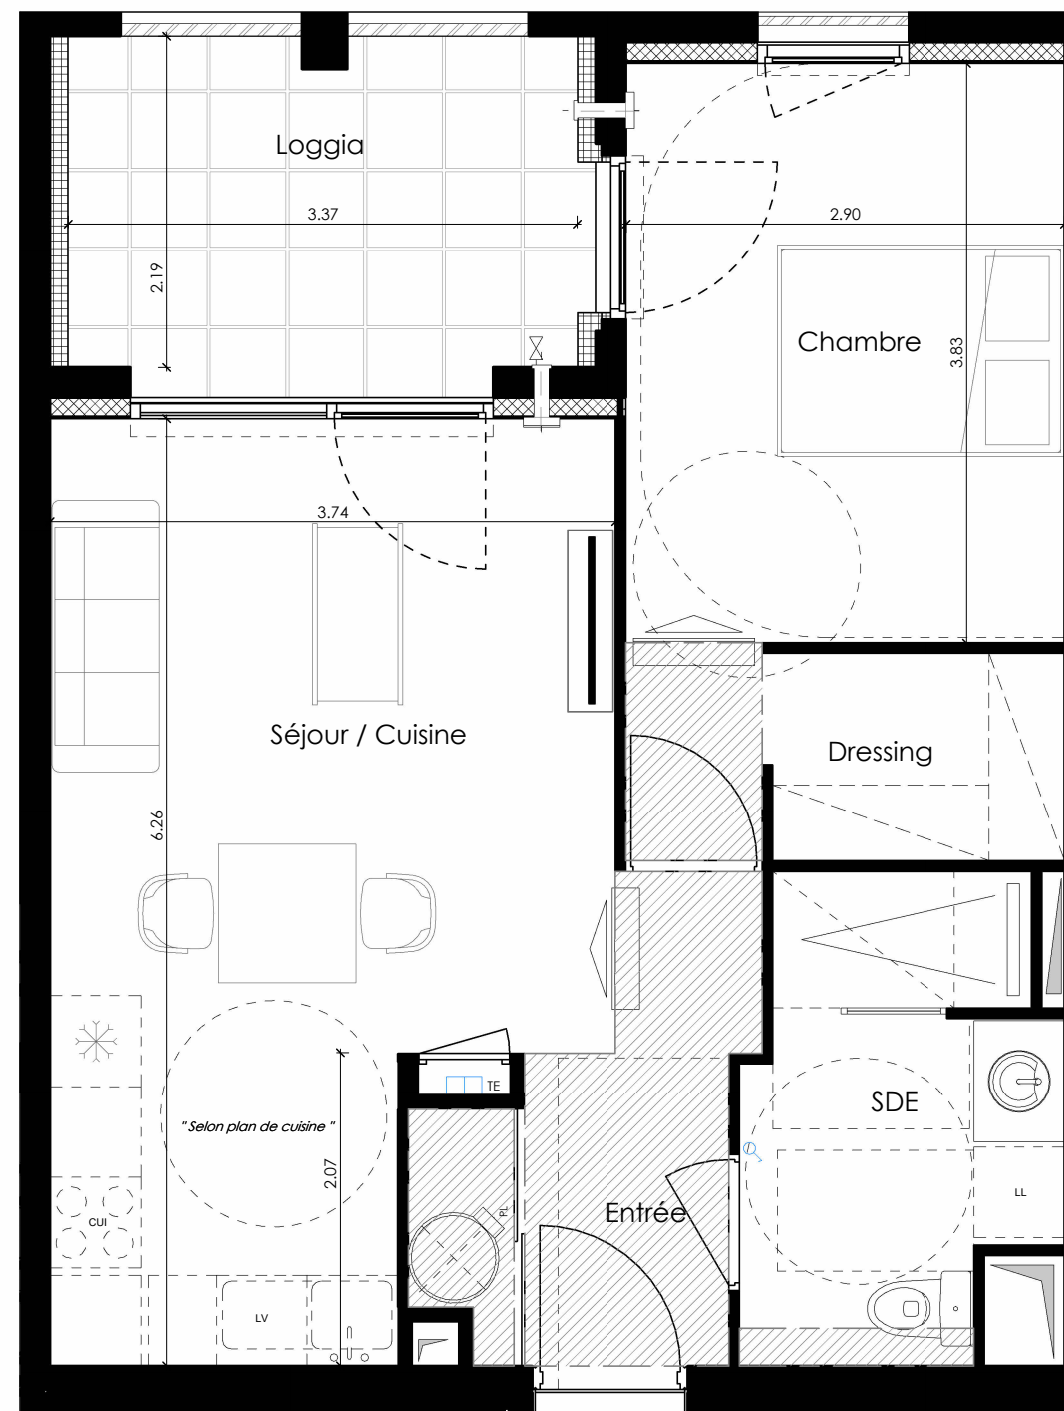 Loggia
3.37
2.90
2.19
Chambre
3.83
3.74
Séjour / Cuisine
Dressing
6.26
TE
SDE
"Selon plan de cuisine"
2.07
LL
PL
Entrée
CUI
LV